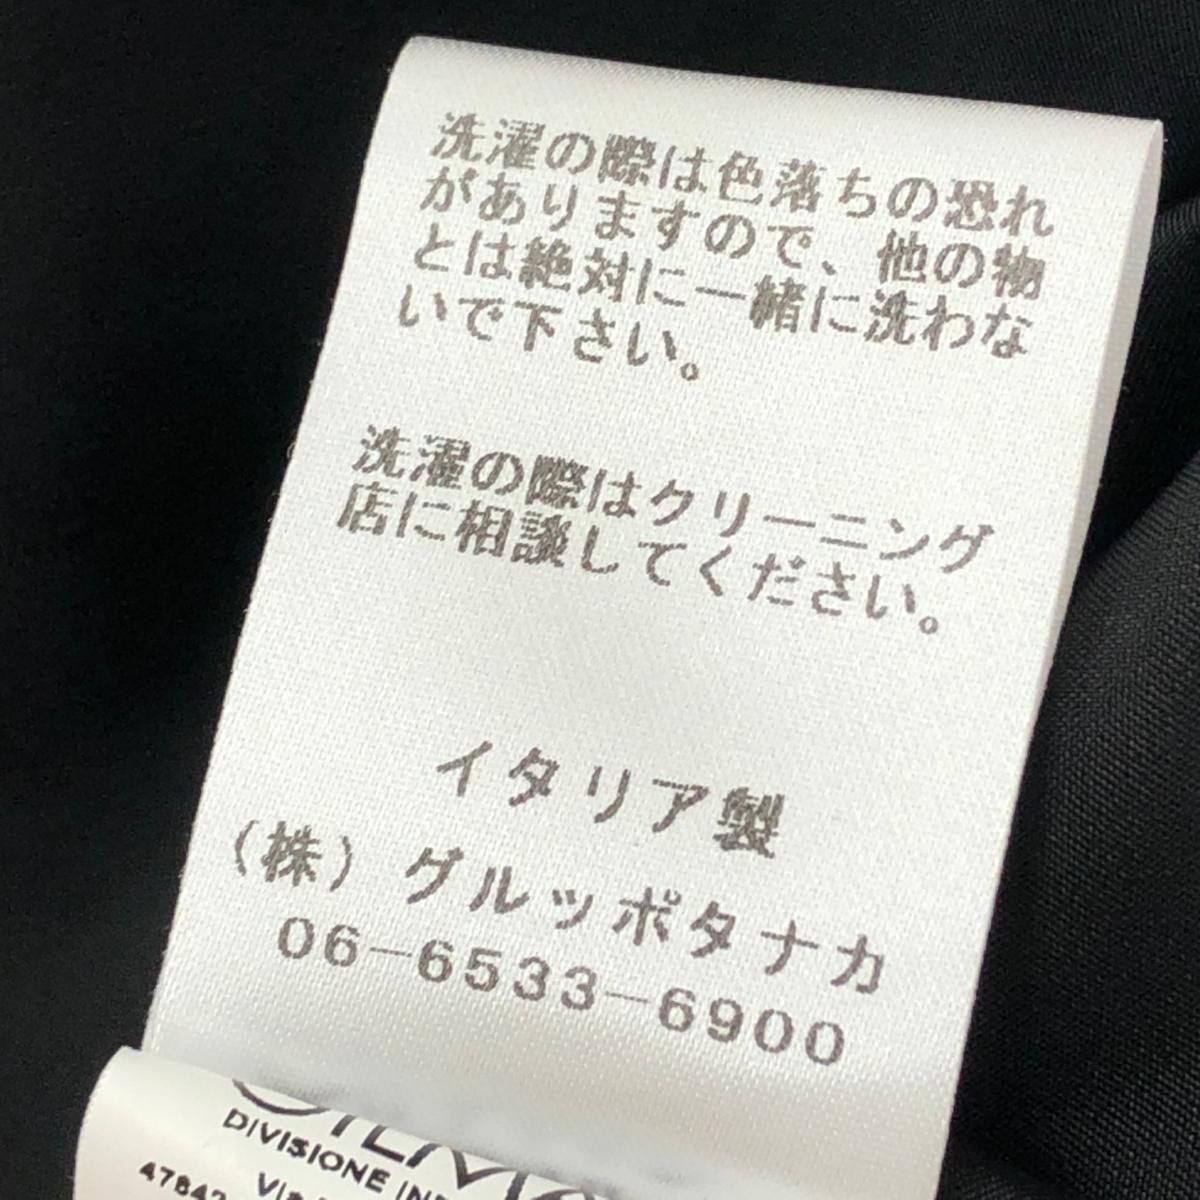 洗濯の際は色落ちの恐れ
がありますので、他の物
とは絶対に一緒に洗わな
いで下さい。
洗濯の際はクリーニング
店に相談してください。
イタリア製
（株）グルッポタナカ
06-6533-6900
DIVISIONE
Via
47842